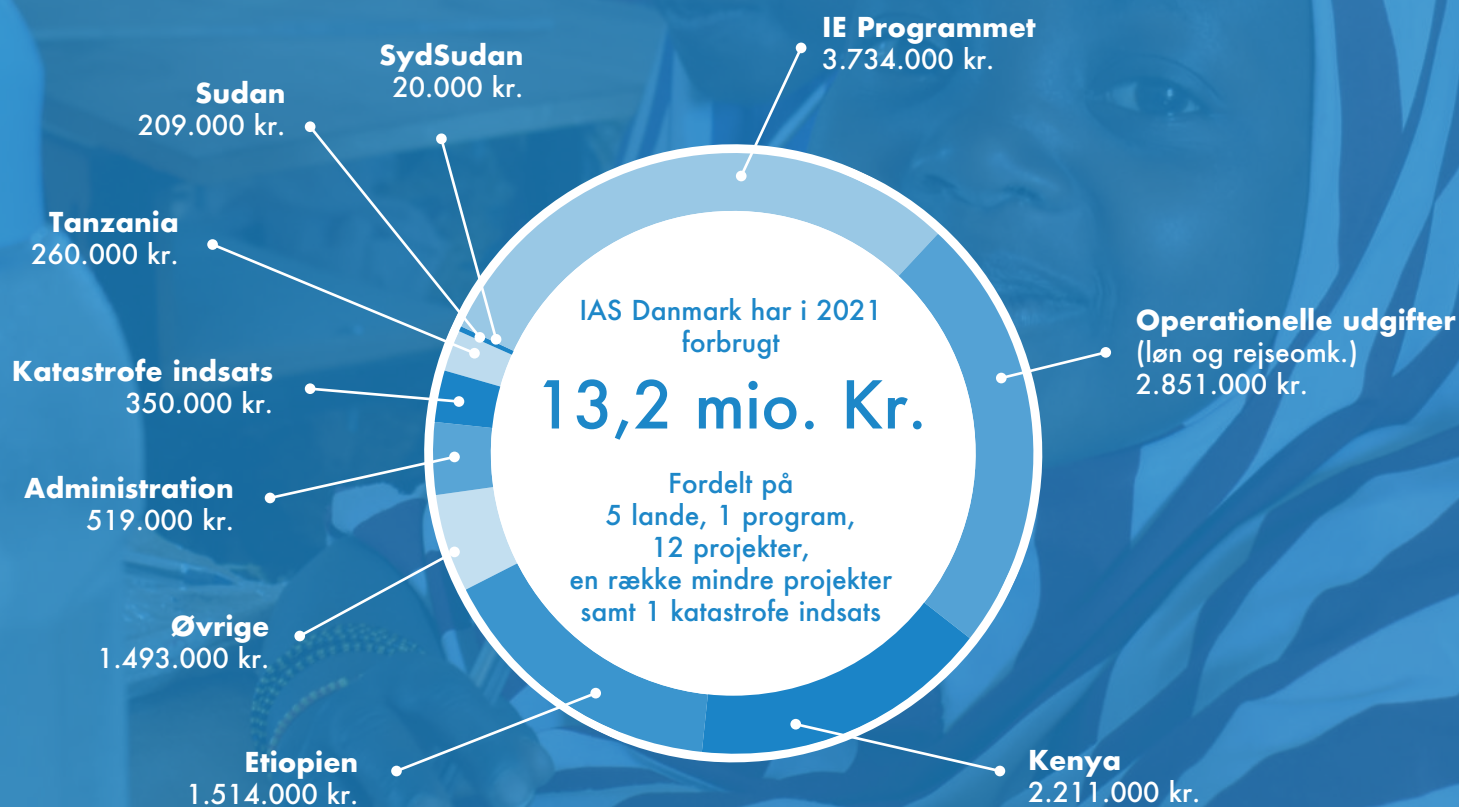 IE Programmet
3.734.000 kr.
SydSudan
20.000 kr.
Sudan
209.000 kr.
Tanzania
260.000 kr.
Katastrofe indsats
350.000 kr.
Administration
519.000 kr.
Øvrige
1.493.000 kr.
Etiopien
1.514.000 kr.
Kenya
2.211.000 kr.
Operationelle udgifter
(løn og rejseomk.)
2.851.000 kr.
IAS Danmark har i 2021
forbrugt
13,2 mio. Kr.
Fordelt på
5 lande, 1 program,
12 projekter,
en række mindre projekter
samt 1 katastrofe indsats